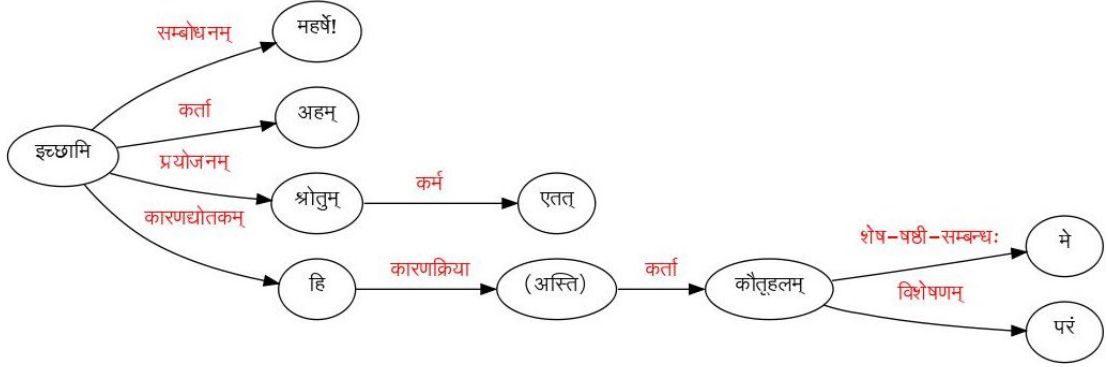 सम्बोधनम्
महर्षे!
कर्ता
अहम्
इच्छामि
प्रयोजनम्
श्रोतुम्
कर्म
एतत्
कारणद्योतकम्
हि
कारणक्रिया
(अस्ति)
कर्ता
कौतूहलम्
शेष-षष्ठी-सम्बन्धः
मे
विशेषणम्
परं